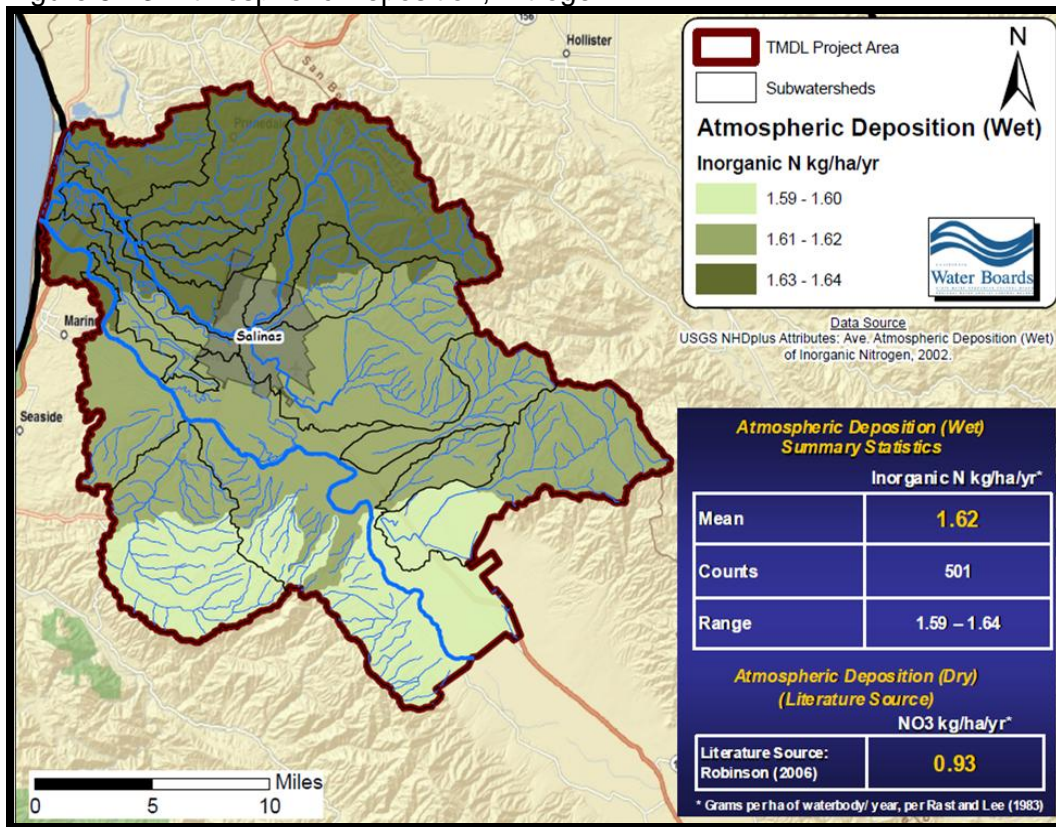 156
Hollister
San B
Prunedale
Marina
Salinas
Seaside
TMDL Project Area
Subwatersheds
N
Atmospheric Deposition (Wet)
Inorganic N kg/ha/yr
1.59 - 1.60
1.61 - 1.62
1.63 - 1.64
Water Boards
Data Source
USGS NHDplus Attributes: Ave. Atmospheric Deposition (Wet)
of Inorganic Nitrogen, 2002.
Atmospheric Deposition (Wet)
Summary Statistics
Inorganic N kg/ha/yr*
Mean 1.62
Counts 501
Range 1.59 – 1.64
Atmospheric Deposition (Dry)
(Literature Source)
NO3 kg/ha/yr*
Literature Source:
Robinson (2006) 0.93
* Grams per ha of waterbody/ year, per Rast and Lee (1983)
Miles
0 5 10